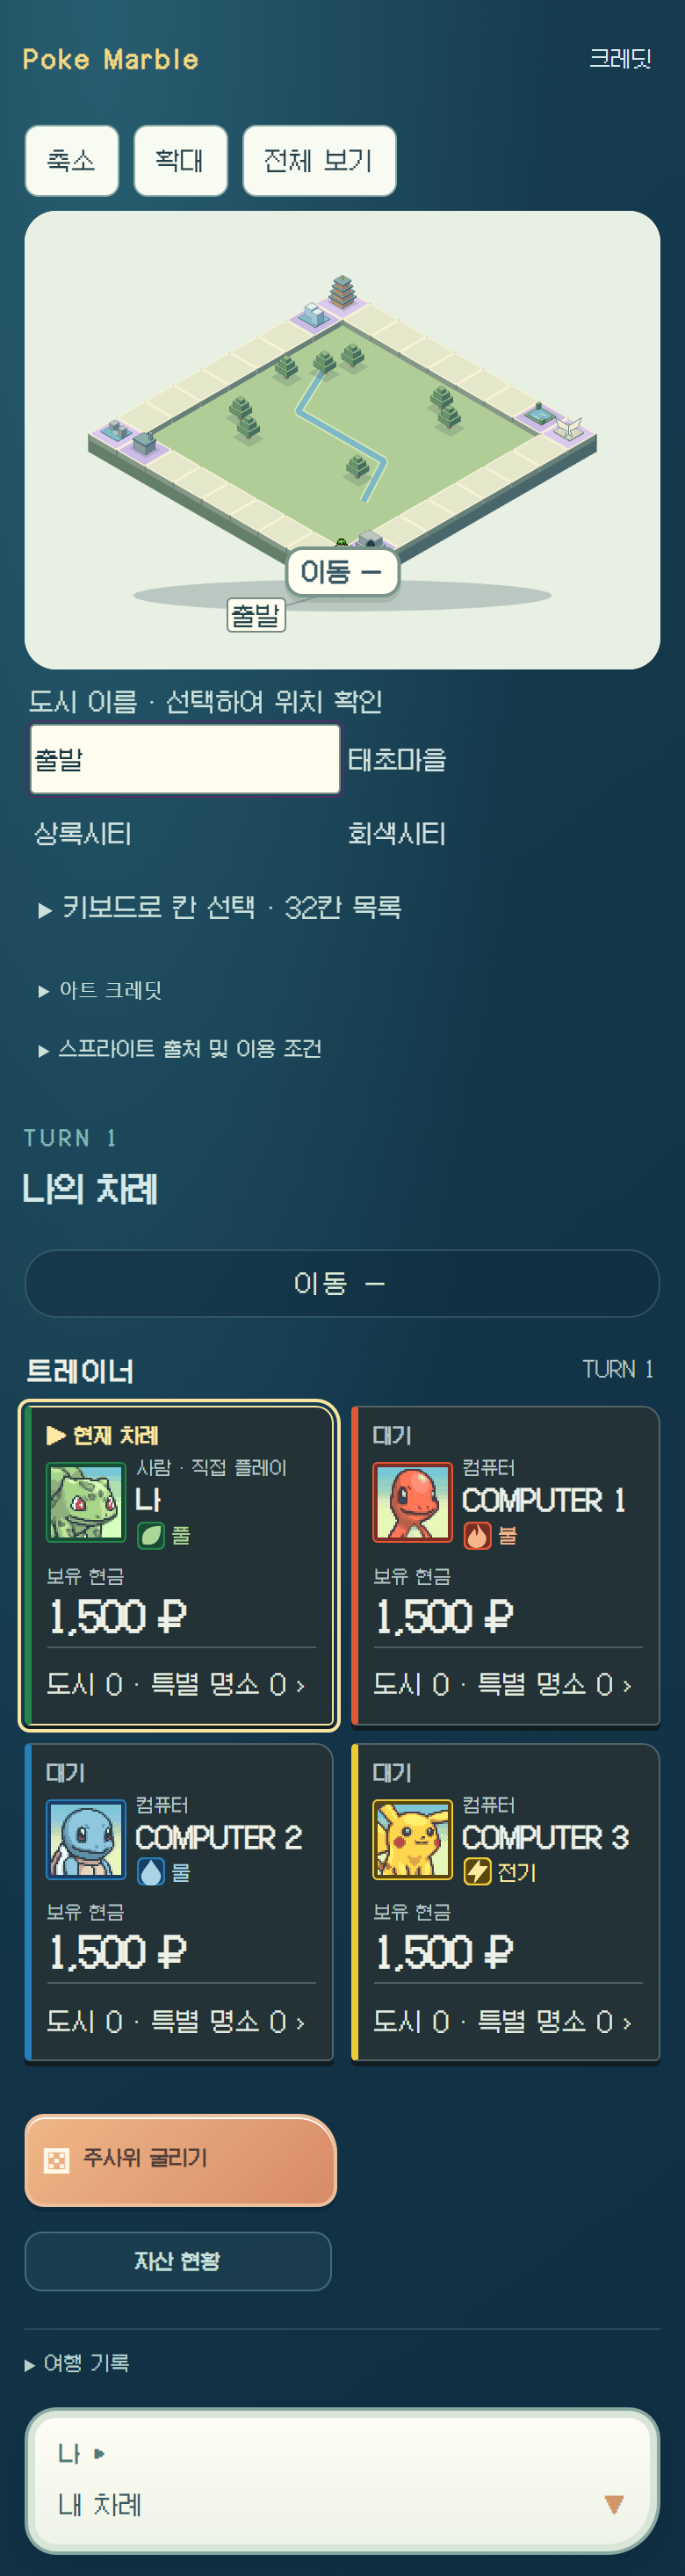 Poke Marble 크레딧
축소 확대 전체 보기
이동 —
출발
도시 이름 · 선택하여 위치 확인
출발 태초마을
상록시티 회색시티
▶ 키보드로 칸 선택 · 32칸 목록
▶ 아트 크레딧
▶ 스프라이트 출처 및 이용 조건
TURN 1
나의 차례
이동 —
트레이너 TURN 1
▶ 현재 차례
사람 · 직접 플레이
나
풀
보유 현금
1,500 ₽
도시 0 · 특별 명소 0 ›
대기
컴퓨터
COMPUTER 1
불
보유 현금
1,500 ₽
도시 0 · 특별 명소 0 ›
대기
컴퓨터
COMPUTER 2
물
보유 현금
1,500 ₽
도시 0 · 특별 명소 0 ›
대기
컴퓨터
COMPUTER 3
전기
보유 현금
1,500 ₽
도시 0 · 특별 명소 0 ›
주사위 굴리기
자산 현황
▶ 여행 기록
나 ▶
내 차례 ▼